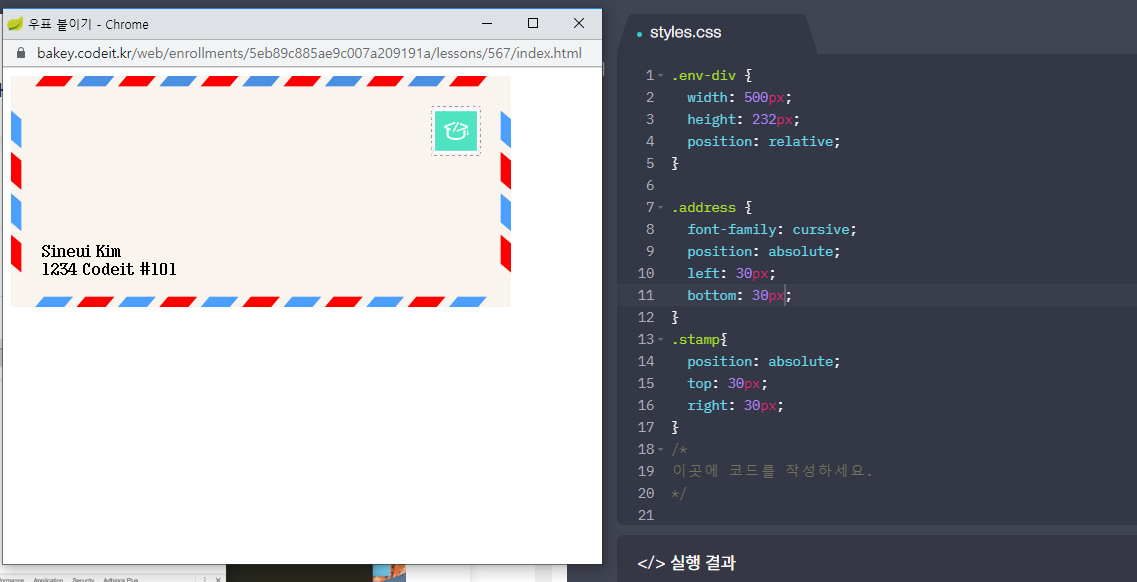 우표 붙이기 - Chrome
bakey.codeit.kr/web/enrollments/5eb89c885ae9c007a209191a/lessons/567/index.html
Sineui Kim
1234 Codeit #101
styles.css
1 .env-div {
2 width: 500px;
3 height: 232px;
4 position: relative;
5 }
6
7 .address {
8 font-family: cursive;
9 position: absolute;
10 left: 30px;
11 bottom: 30px;
12 }
13 .stamp{
14 position: absolute;
15 top: 30px;
16 right: 30px;
17 }
18 /*
19 이곳에 코드를 작성하세요.
20 */
21
</> 실행 결과
Application Security Adblock Plus